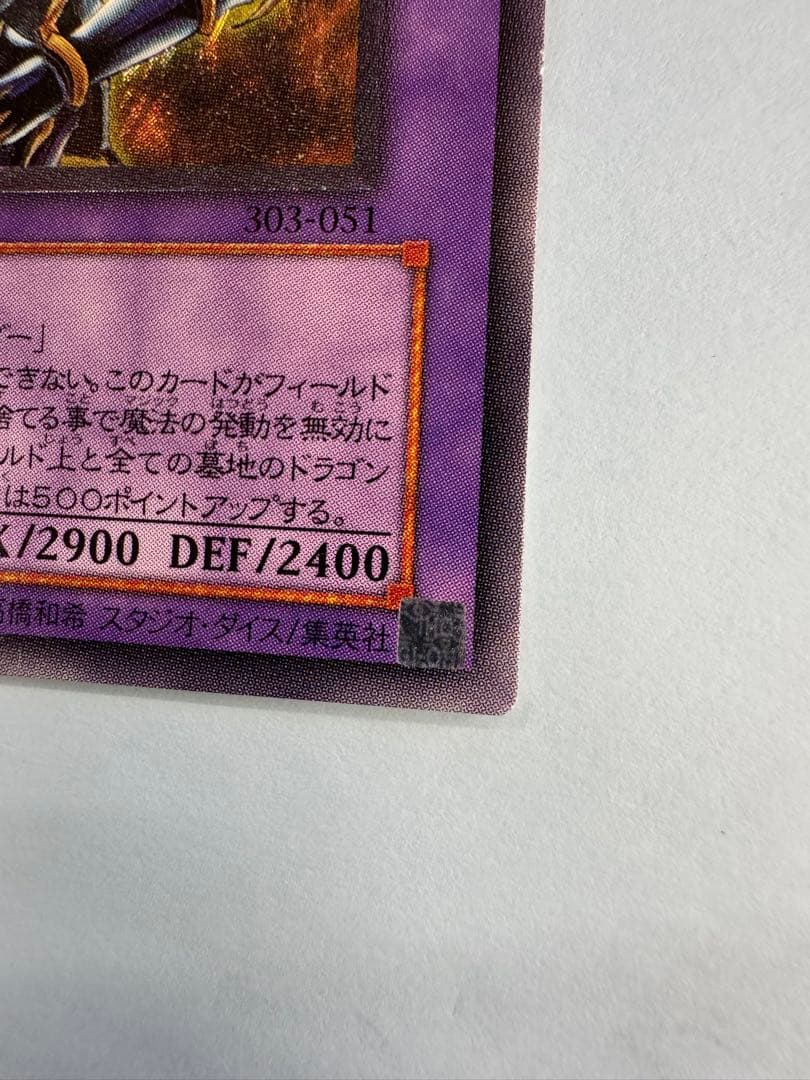 303-051
ダー」
できない。このカードがフィールド
捨てる事で魔法の発動を無効に
ルド上と全ての墓地のドラゴン
は500ポイントアップする。
/2900 DEF/2400
高橋和希 スタジオ・ダイス/集英社